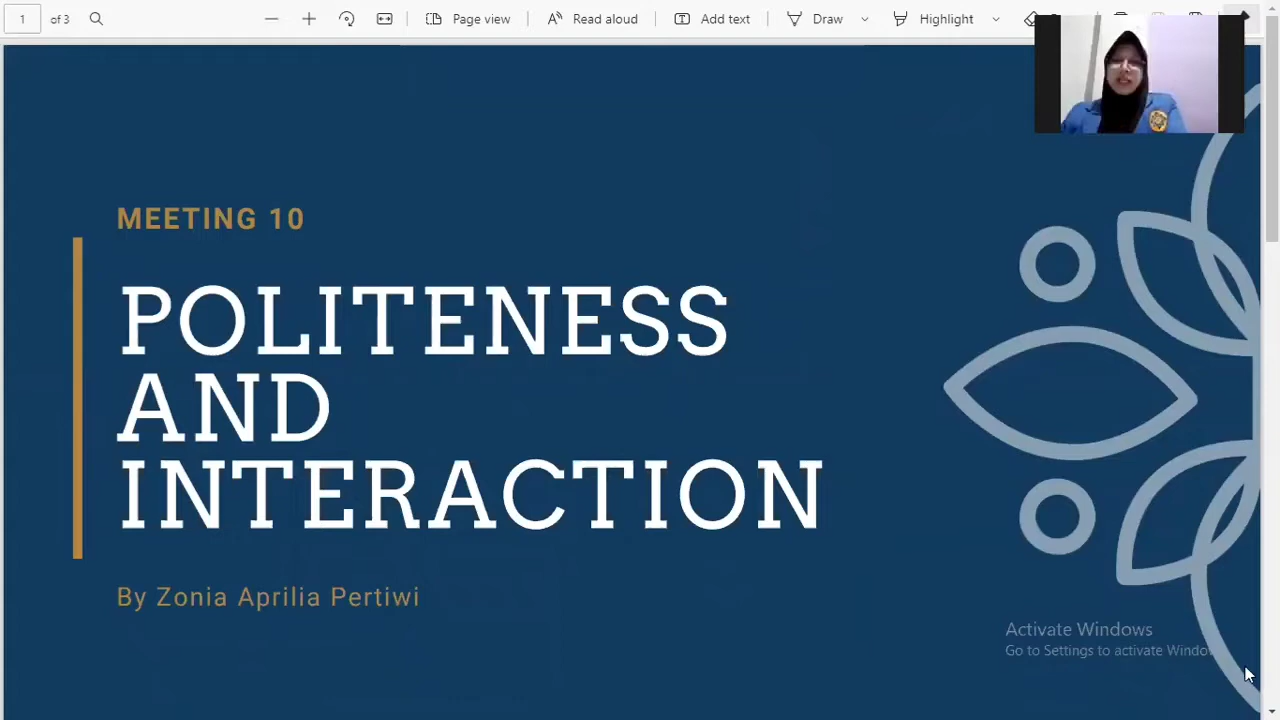 1 of 3
Page view
Read aloud
Add text
Draw
Highlight
MEETING 10
POLITENESS
AND
INTERACTION
By Zonia Aprilia Pertiwi
Activate Windows
Go to Settings to activate Windo